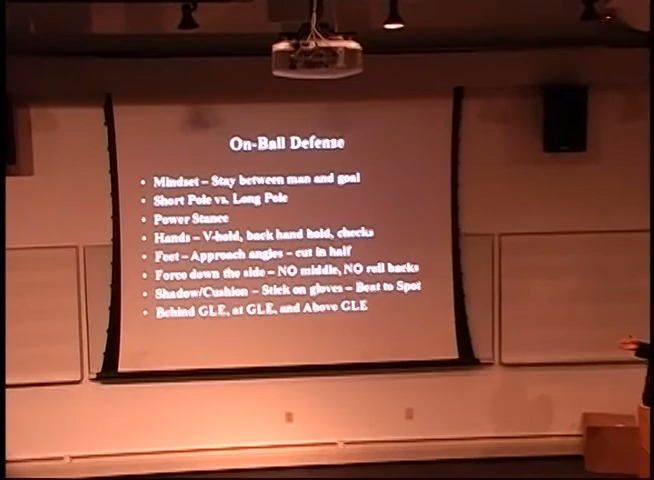 On-Ball Defense
• Mindset – Stay between man and goal
• Short Pole vs. Long Pole
• Power Stance
• Hands – V-hold, back hand hold, checks
• Feet – Approach angles – cut in half
• Force down the side – NO middle, NO roll backs
• Shadow/Cushion – Stick on gloves – Beat to Spot
• Behind GLE, at GLE, and Above GLE